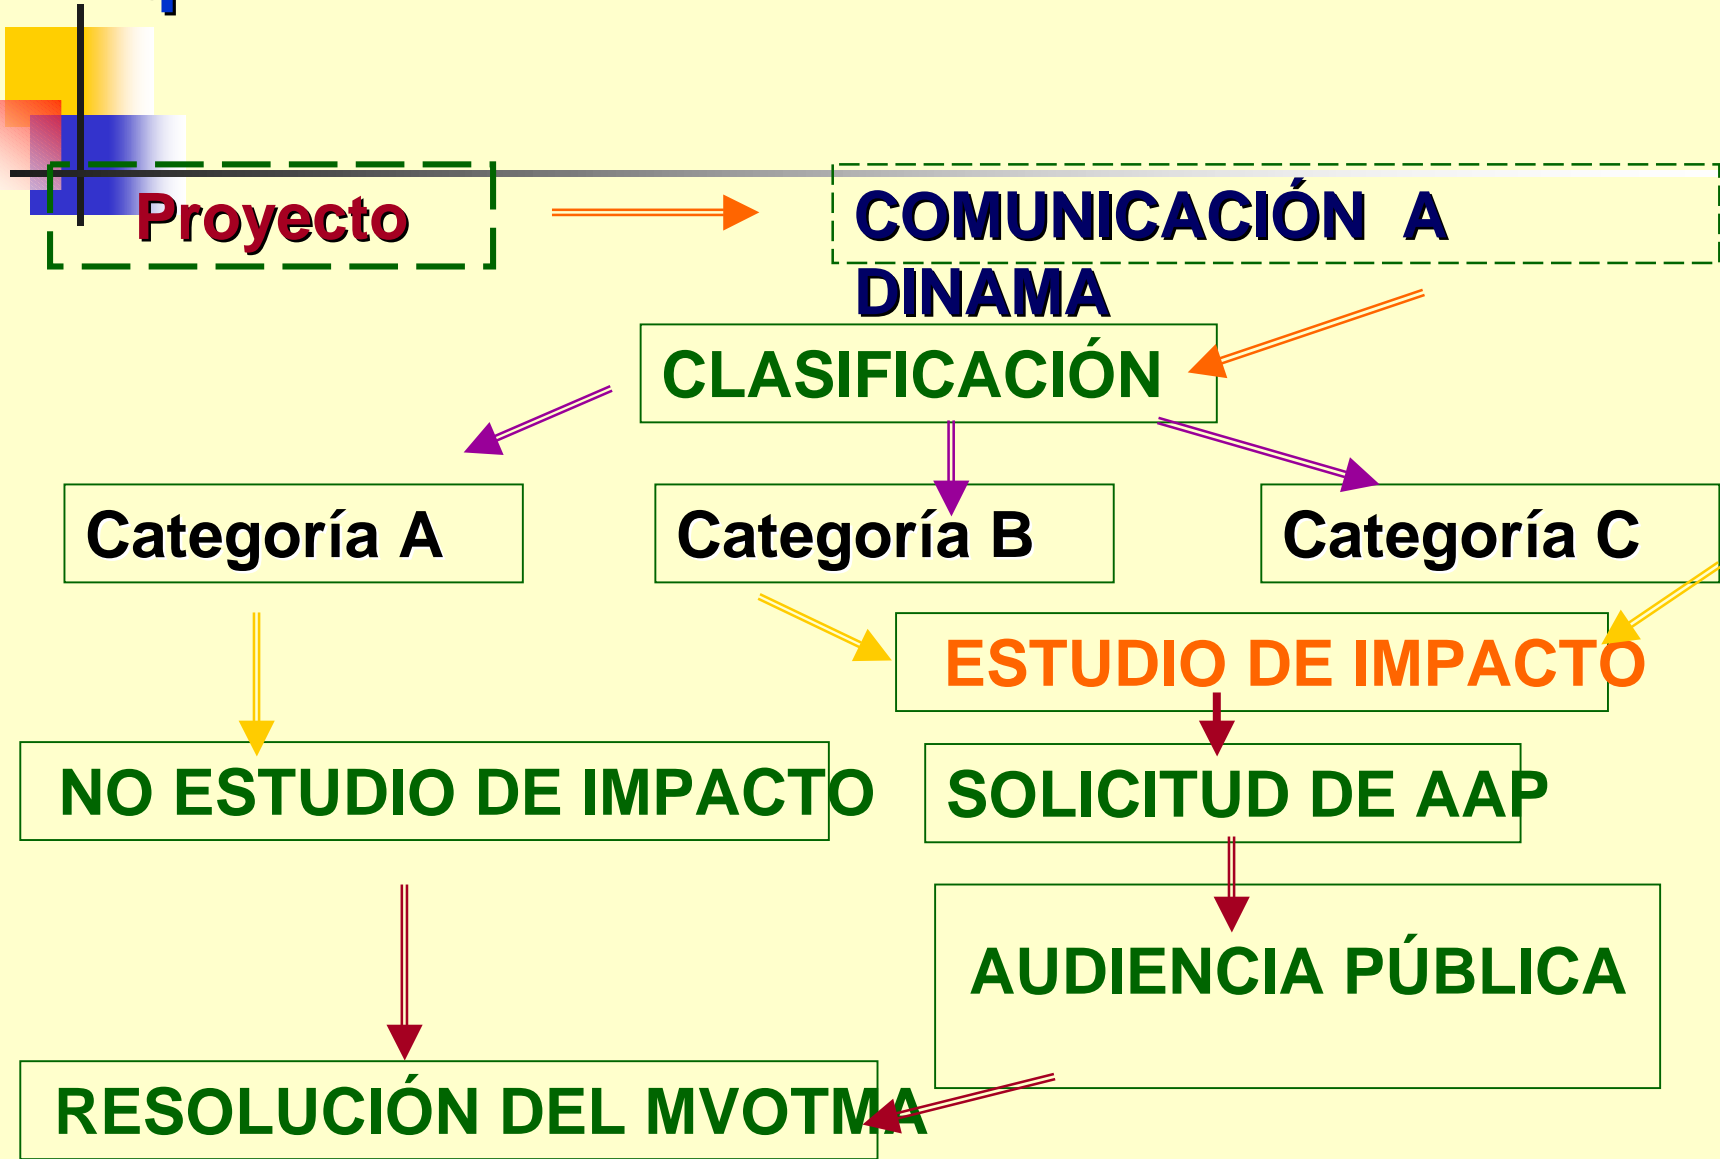 Proyecto
COMUNICACIÓN A
DINAMA
CLASIFICACIÓN
Categoría A
Categoría B
Categoría C
ESTUDIO DE IMPACTO
NO ESTUDIO DE IMPACTO
SOLICITUD DE AAP
AUDIENCIA PÚBLICA
RESOLUCIÓN DEL MVOTMA